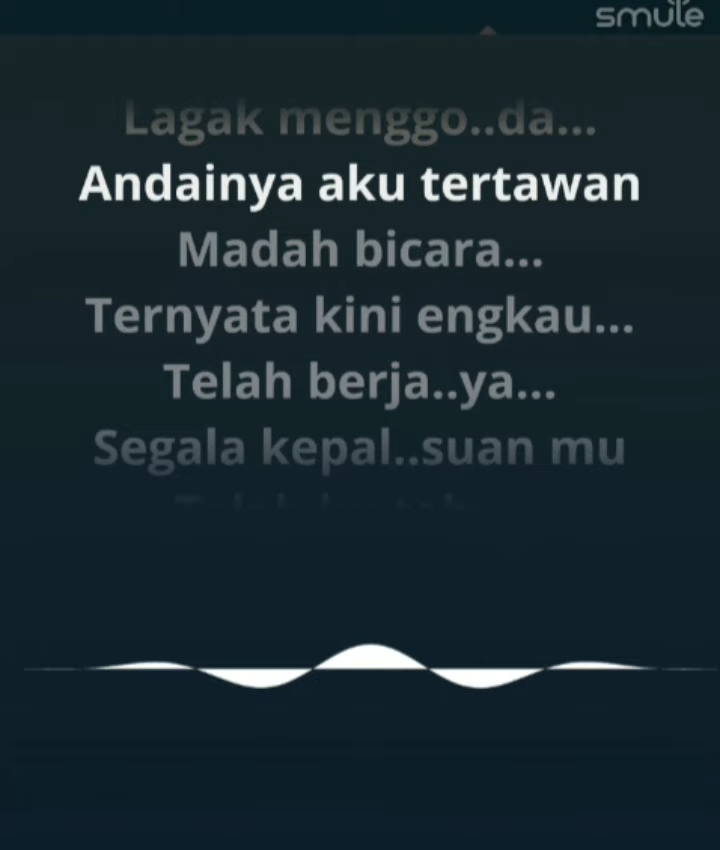 smule
Lagak menggo..da...
Andainya aku tertawan
Madah bicara...
Ternyata kini engkau...
Telah berja..ya...
Segala kepal..suan mu